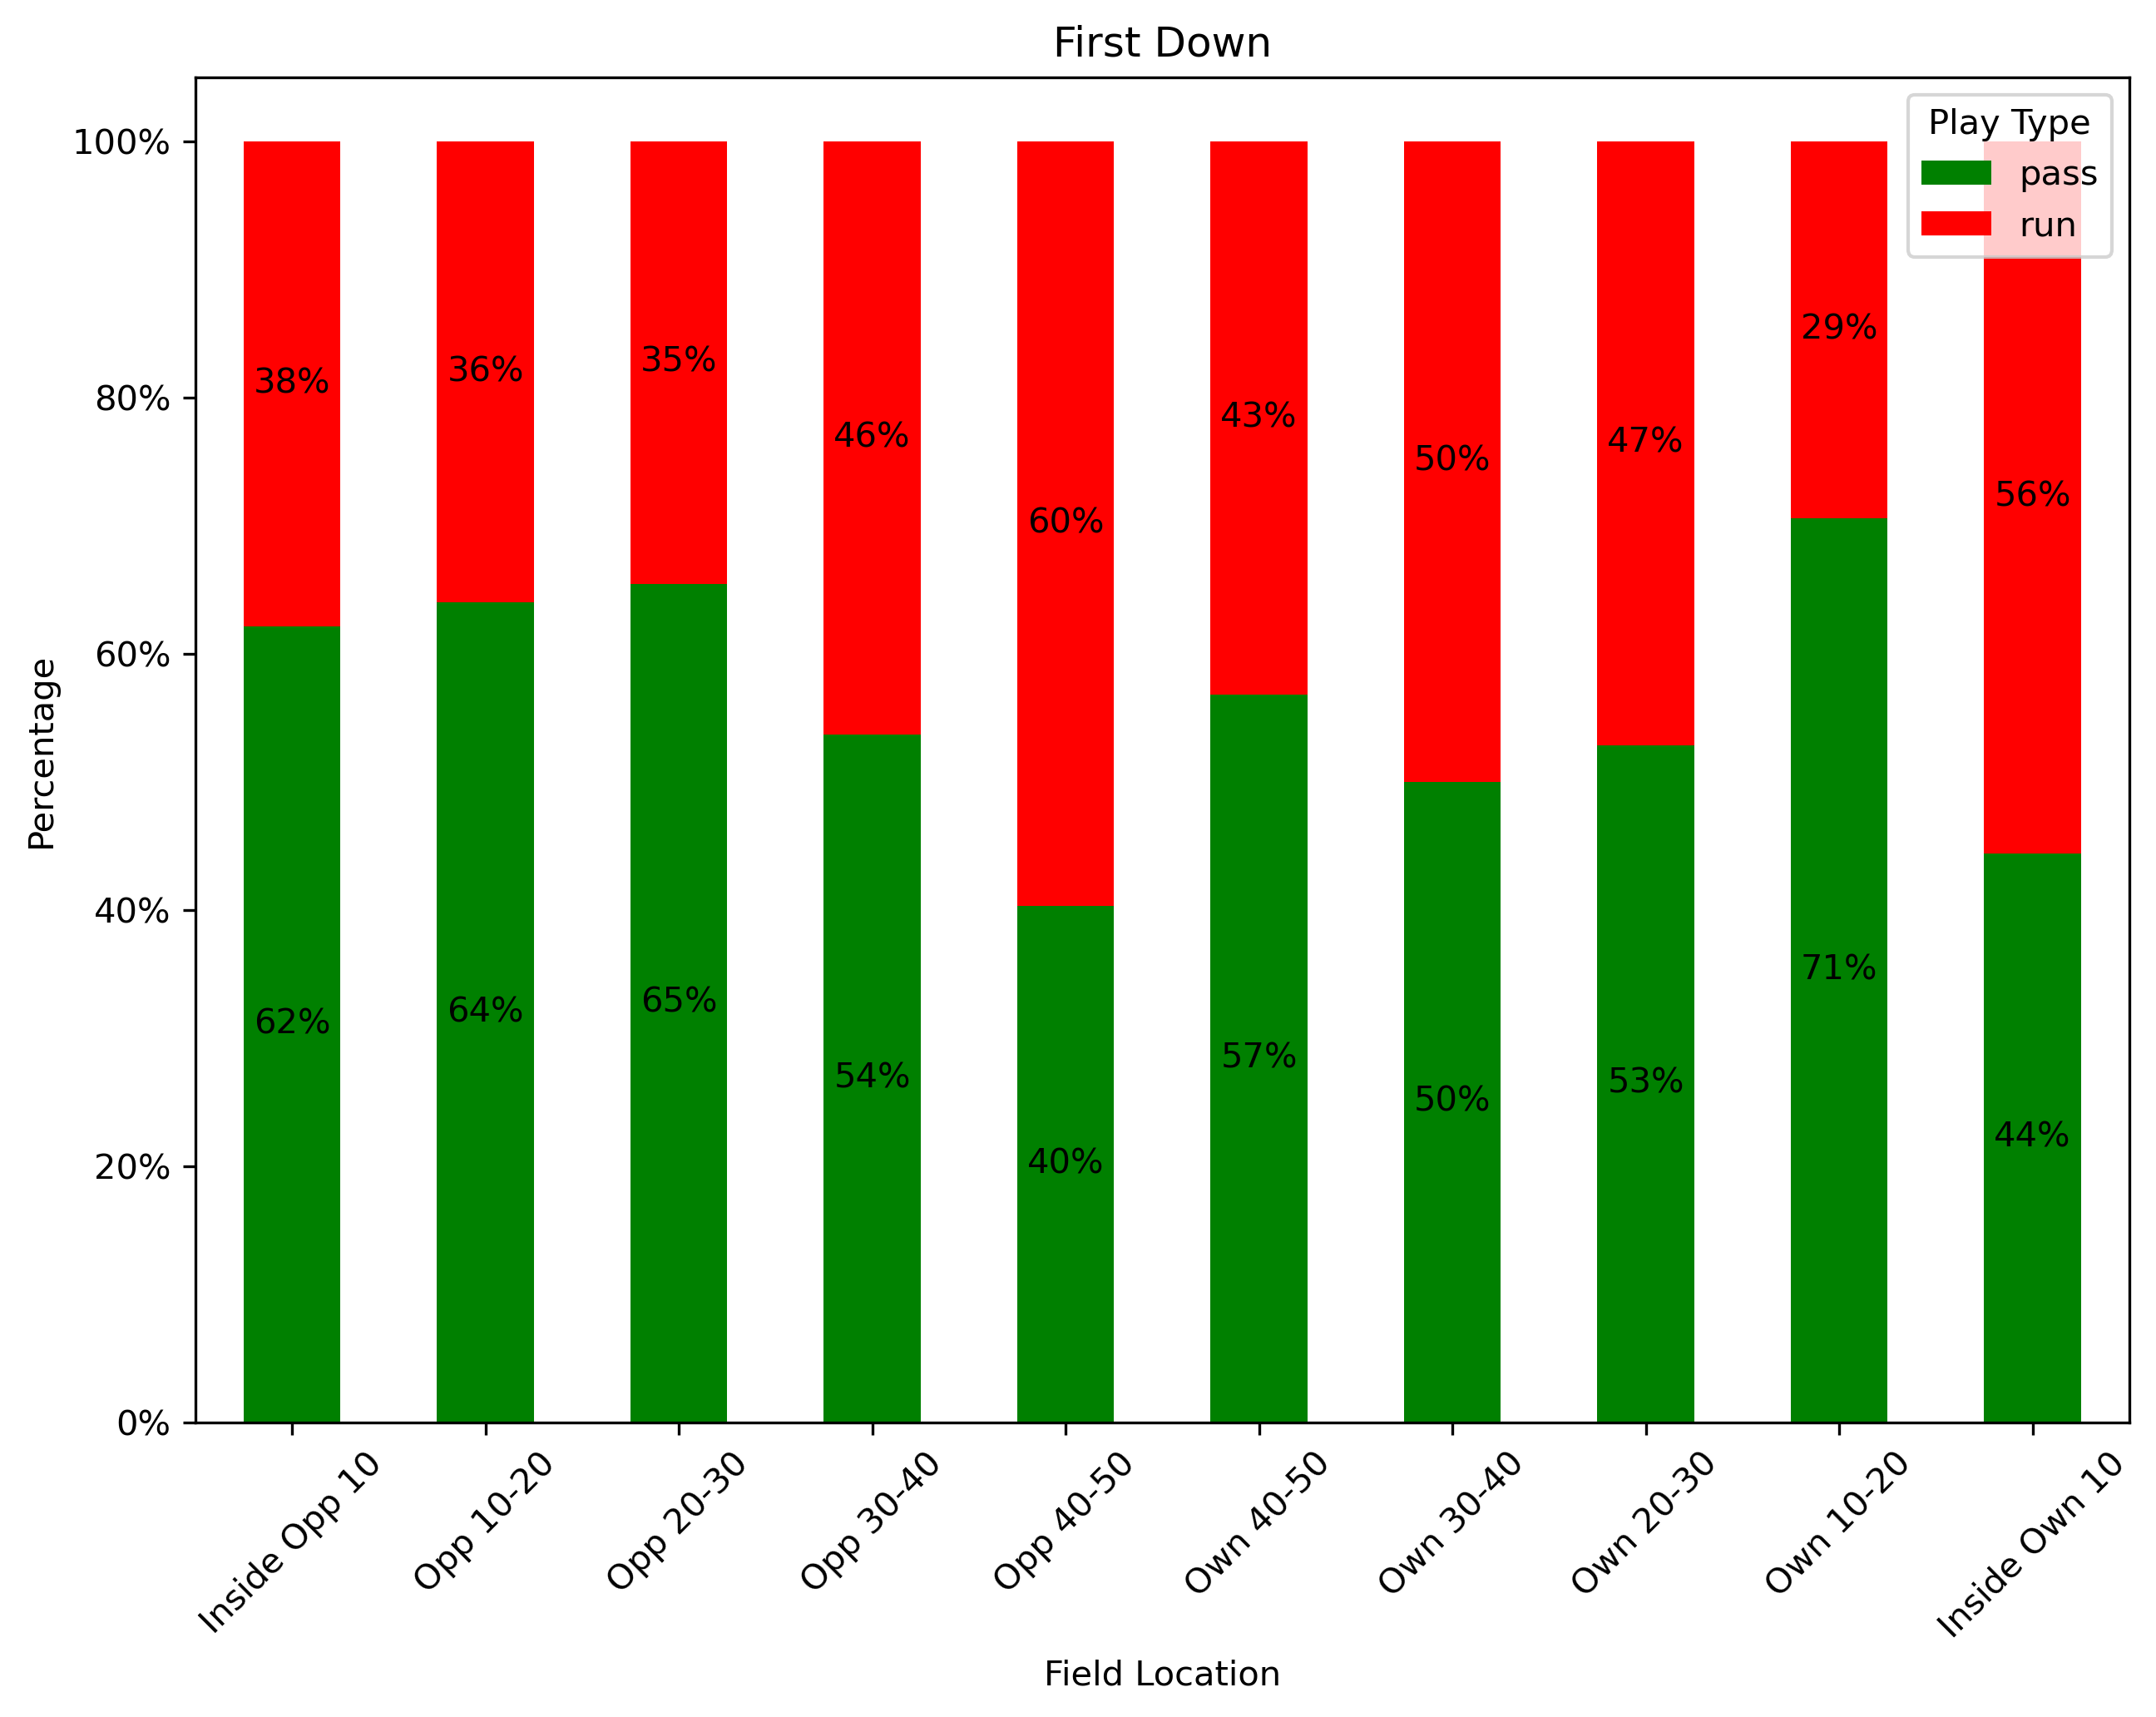 First Down
Percentage
100%
80%
60%
40%
20%
0%
Play Type
pass
run
38%
36%
35%
46%
60%
43%
50%
47%
29%
56%
62%
64%
65%
54%
40%
57%
50%
53%
71%
44%
Inside Opp 10
Opp 10-20
Opp 20-30
Opp 30-40
Opp 40-50
Own 40-50
Own 30-40
Own 20-30
Own 10-20
Inside Own 10
Field Location